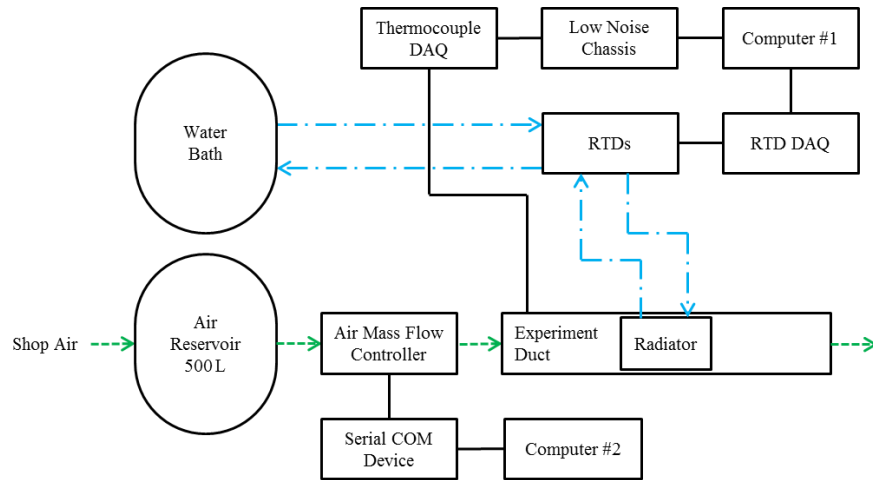 Thermocouple
DAQ
Low Noise
Chassis
Computer #1
Water
Bath
RTDs
RTD DAQ
Shop Air
Air
Reservoir
500 L
Air Mass Flow
Controller
Experiment
Duct
Radiator
Serial COM
Device
Computer #2